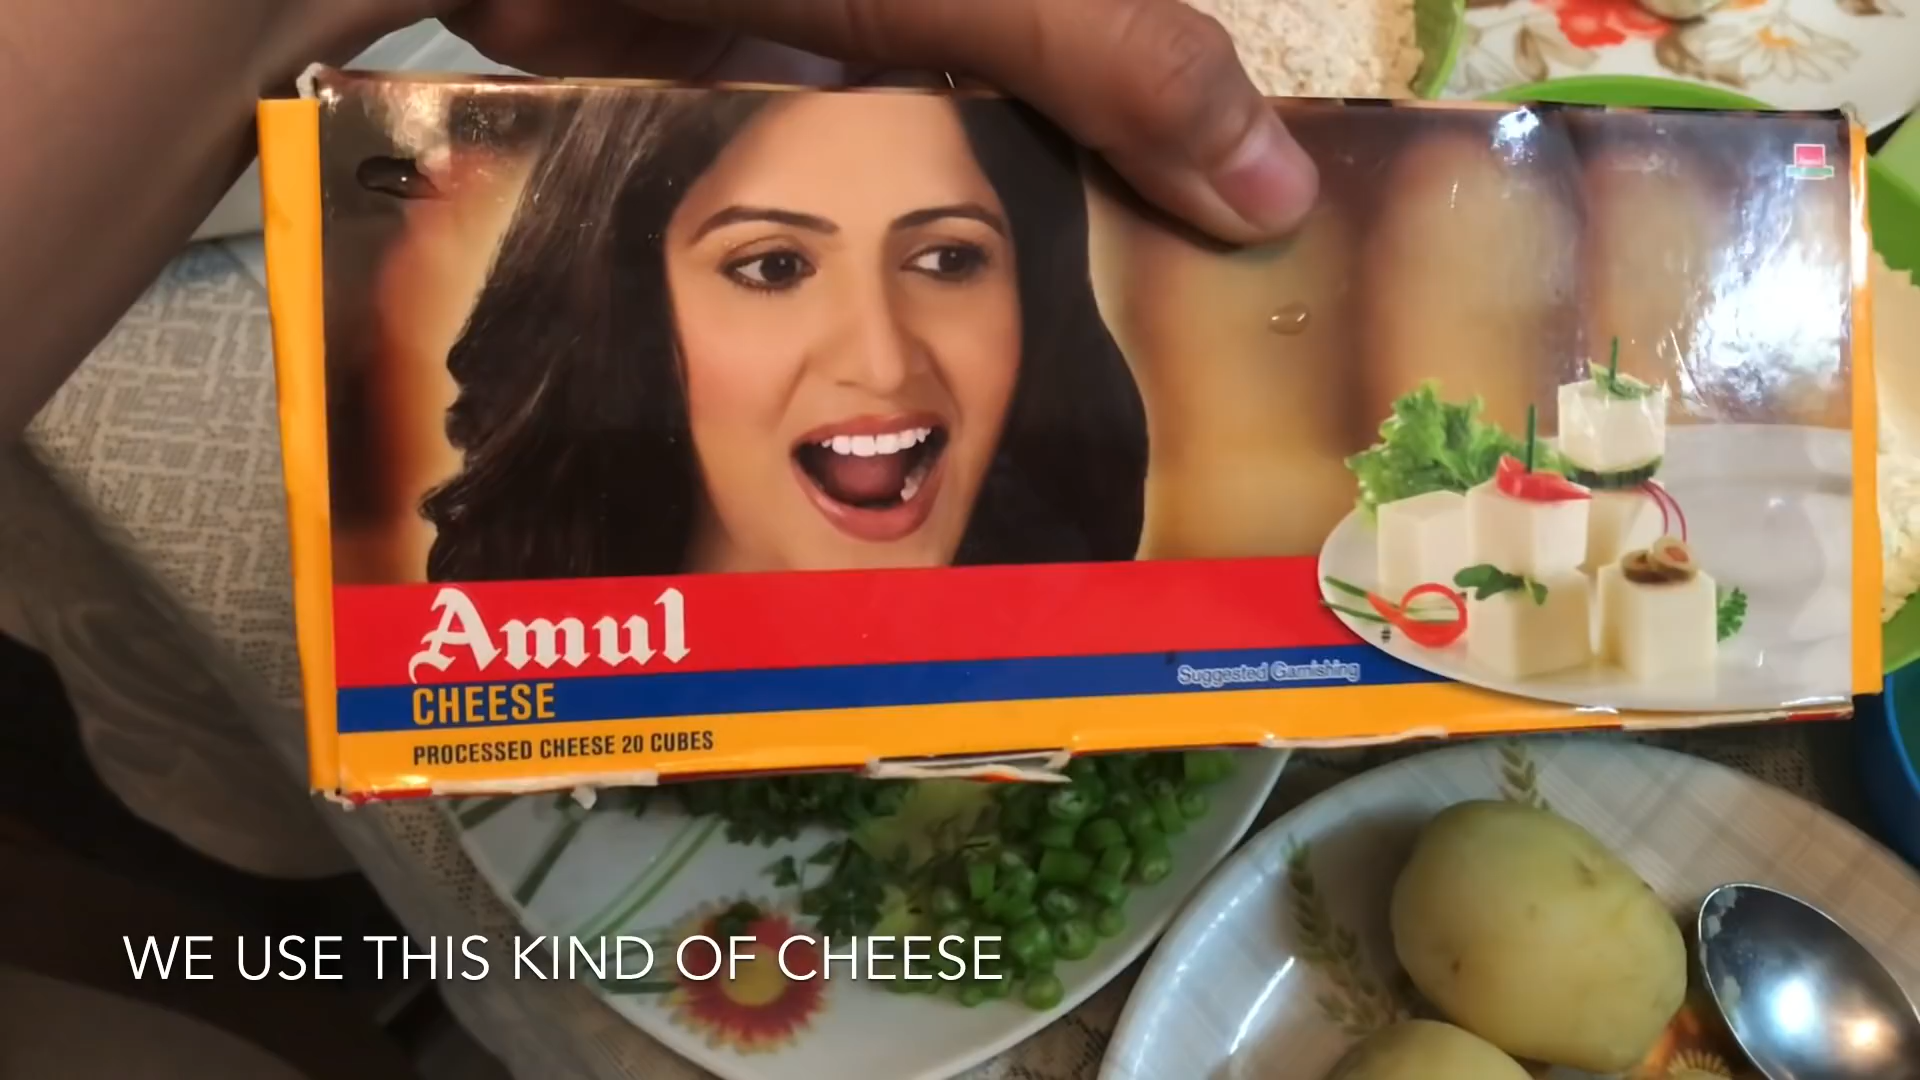 Amul
CHEESE
Suggested Garnishing
PROCESSED CHEESE 20 CUBES
WE USE THIS KIND OF CHEESE